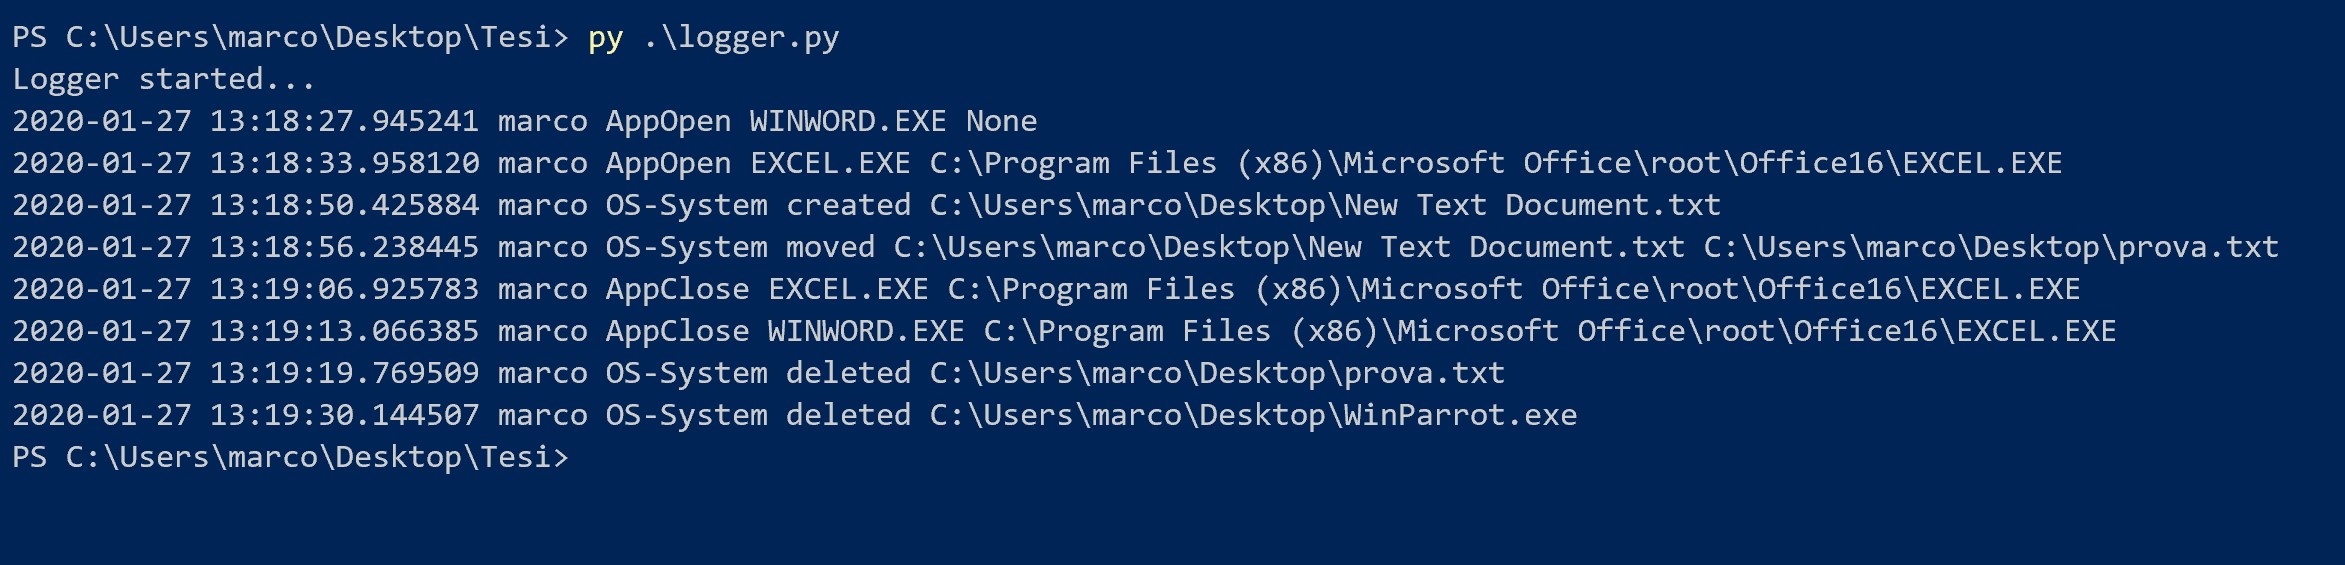 PS C:\Users\marco\Desktop\Tesi> py .\logger.py
Logger started...
2020-01-27 13:18:27.945241 marco AppOpen WINWORD.EXE None
2020-01-27 13:18:33.958120 marco AppOpen EXCEL.EXE C:\Program Files (x86)\Microsoft Office\root\Office16\EXCEL.EXE
2020-01-27 13:18:50.425884 marco OS-System created C:\Users\marco\Desktop\New Text Document.txt
2020-01-27 13:18:56.238445 marco OS-System moved C:\Users\marco\Desktop\New Text Document.txt C:\Users\marco\Desktop\prova.txt
2020-01-27 13:19:06.925783 marco AppClose EXCEL.EXE C:\Program Files (x86)\Microsoft Office\root\Office16\EXCEL.EXE
2020-01-27 13:19:13.066385 marco AppClose WINWORD.EXE C:\Program Files (x86)\Microsoft Office\root\Office16\EXCEL.EXE
2020-01-27 13:19:19.769509 marco OS-System deleted C:\Users\marco\Desktop\prova.txt
2020-01-27 13:19:30.144507 marco OS-System deleted C:\Users\marco\Desktop\WinParrot.exe
PS C:\Users\marco\Desktop\Tesi>